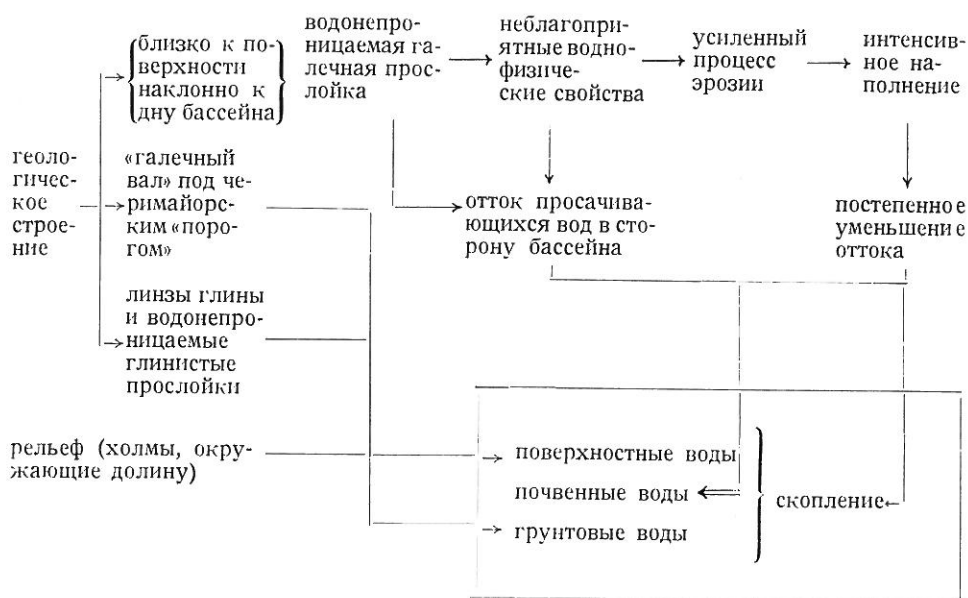 близко к по-
верхности
наклонно к
дну бассейна
водонепро-
ницаемая га-
лечная прос-
лойка
неблагопри-
ятные водно-
физиче-
ские свойства
усиленный
процесс
эрозии
интенсив-
ное на-
полнение
геоло-
гичес-
кое
строе-
ние
«галечный
вал» под че-
римайорс-
ким «поро-
гом»
отток просачив-
ающихся вод в сто-
рону бассейна
постепенное
уменьшение
оттока
линзы глины
и водонепро-
ницаемые
глинистые
прослойки
рельеф (холмы, окру-
жающие долину)
поверхностные воды
почвенные воды
грунтовые воды
скопление